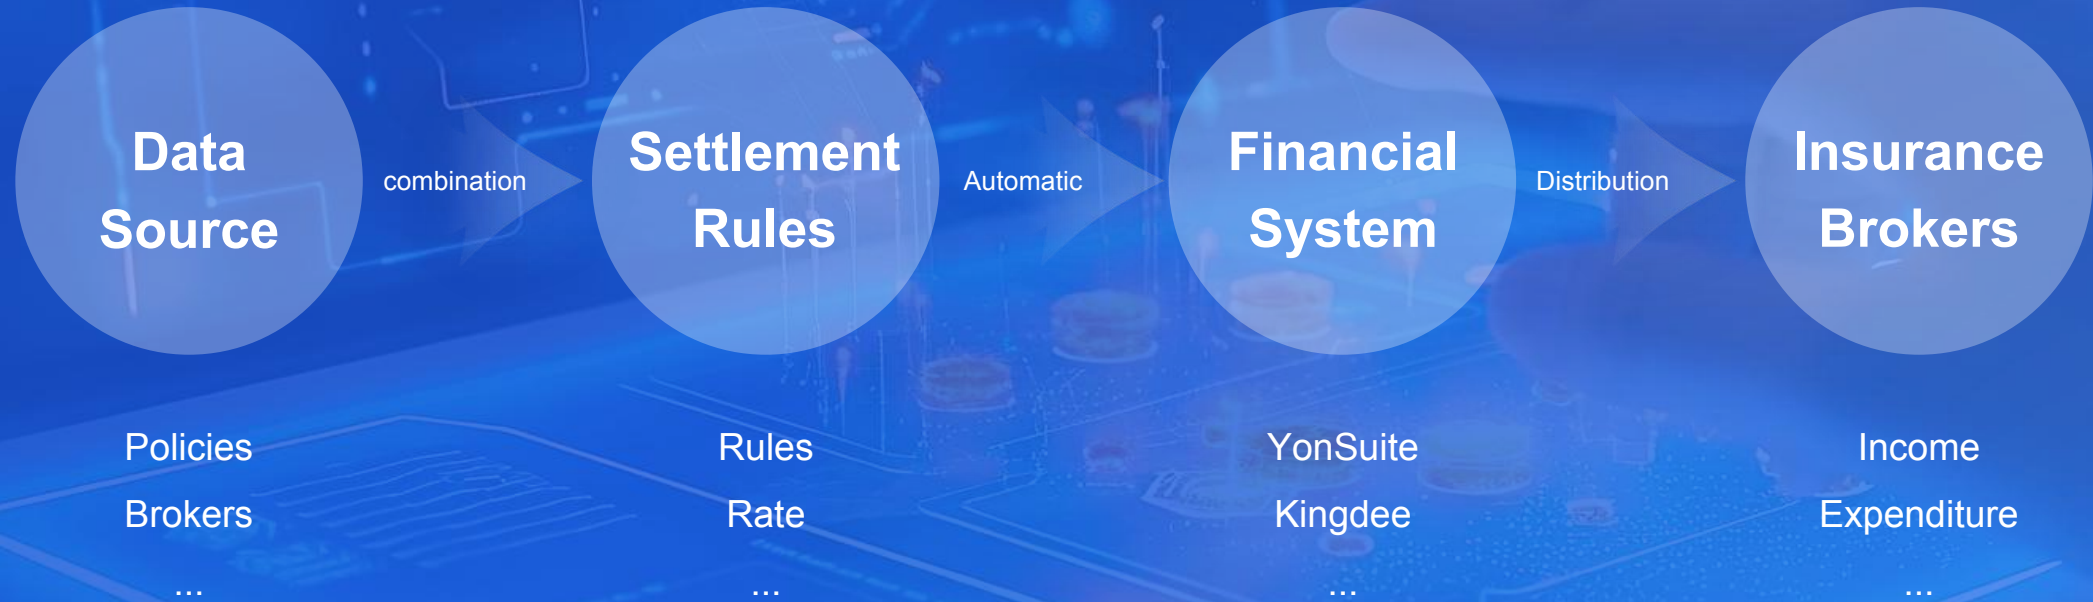 Data
Source
combination
Settlement
Rules
Automatic
Financial
System
Distribution
Insurance
Brokers
Policies
Brokers
...
Rules
Rate
...
YonSuite
Kingdee
...
Income
Expenditure
...